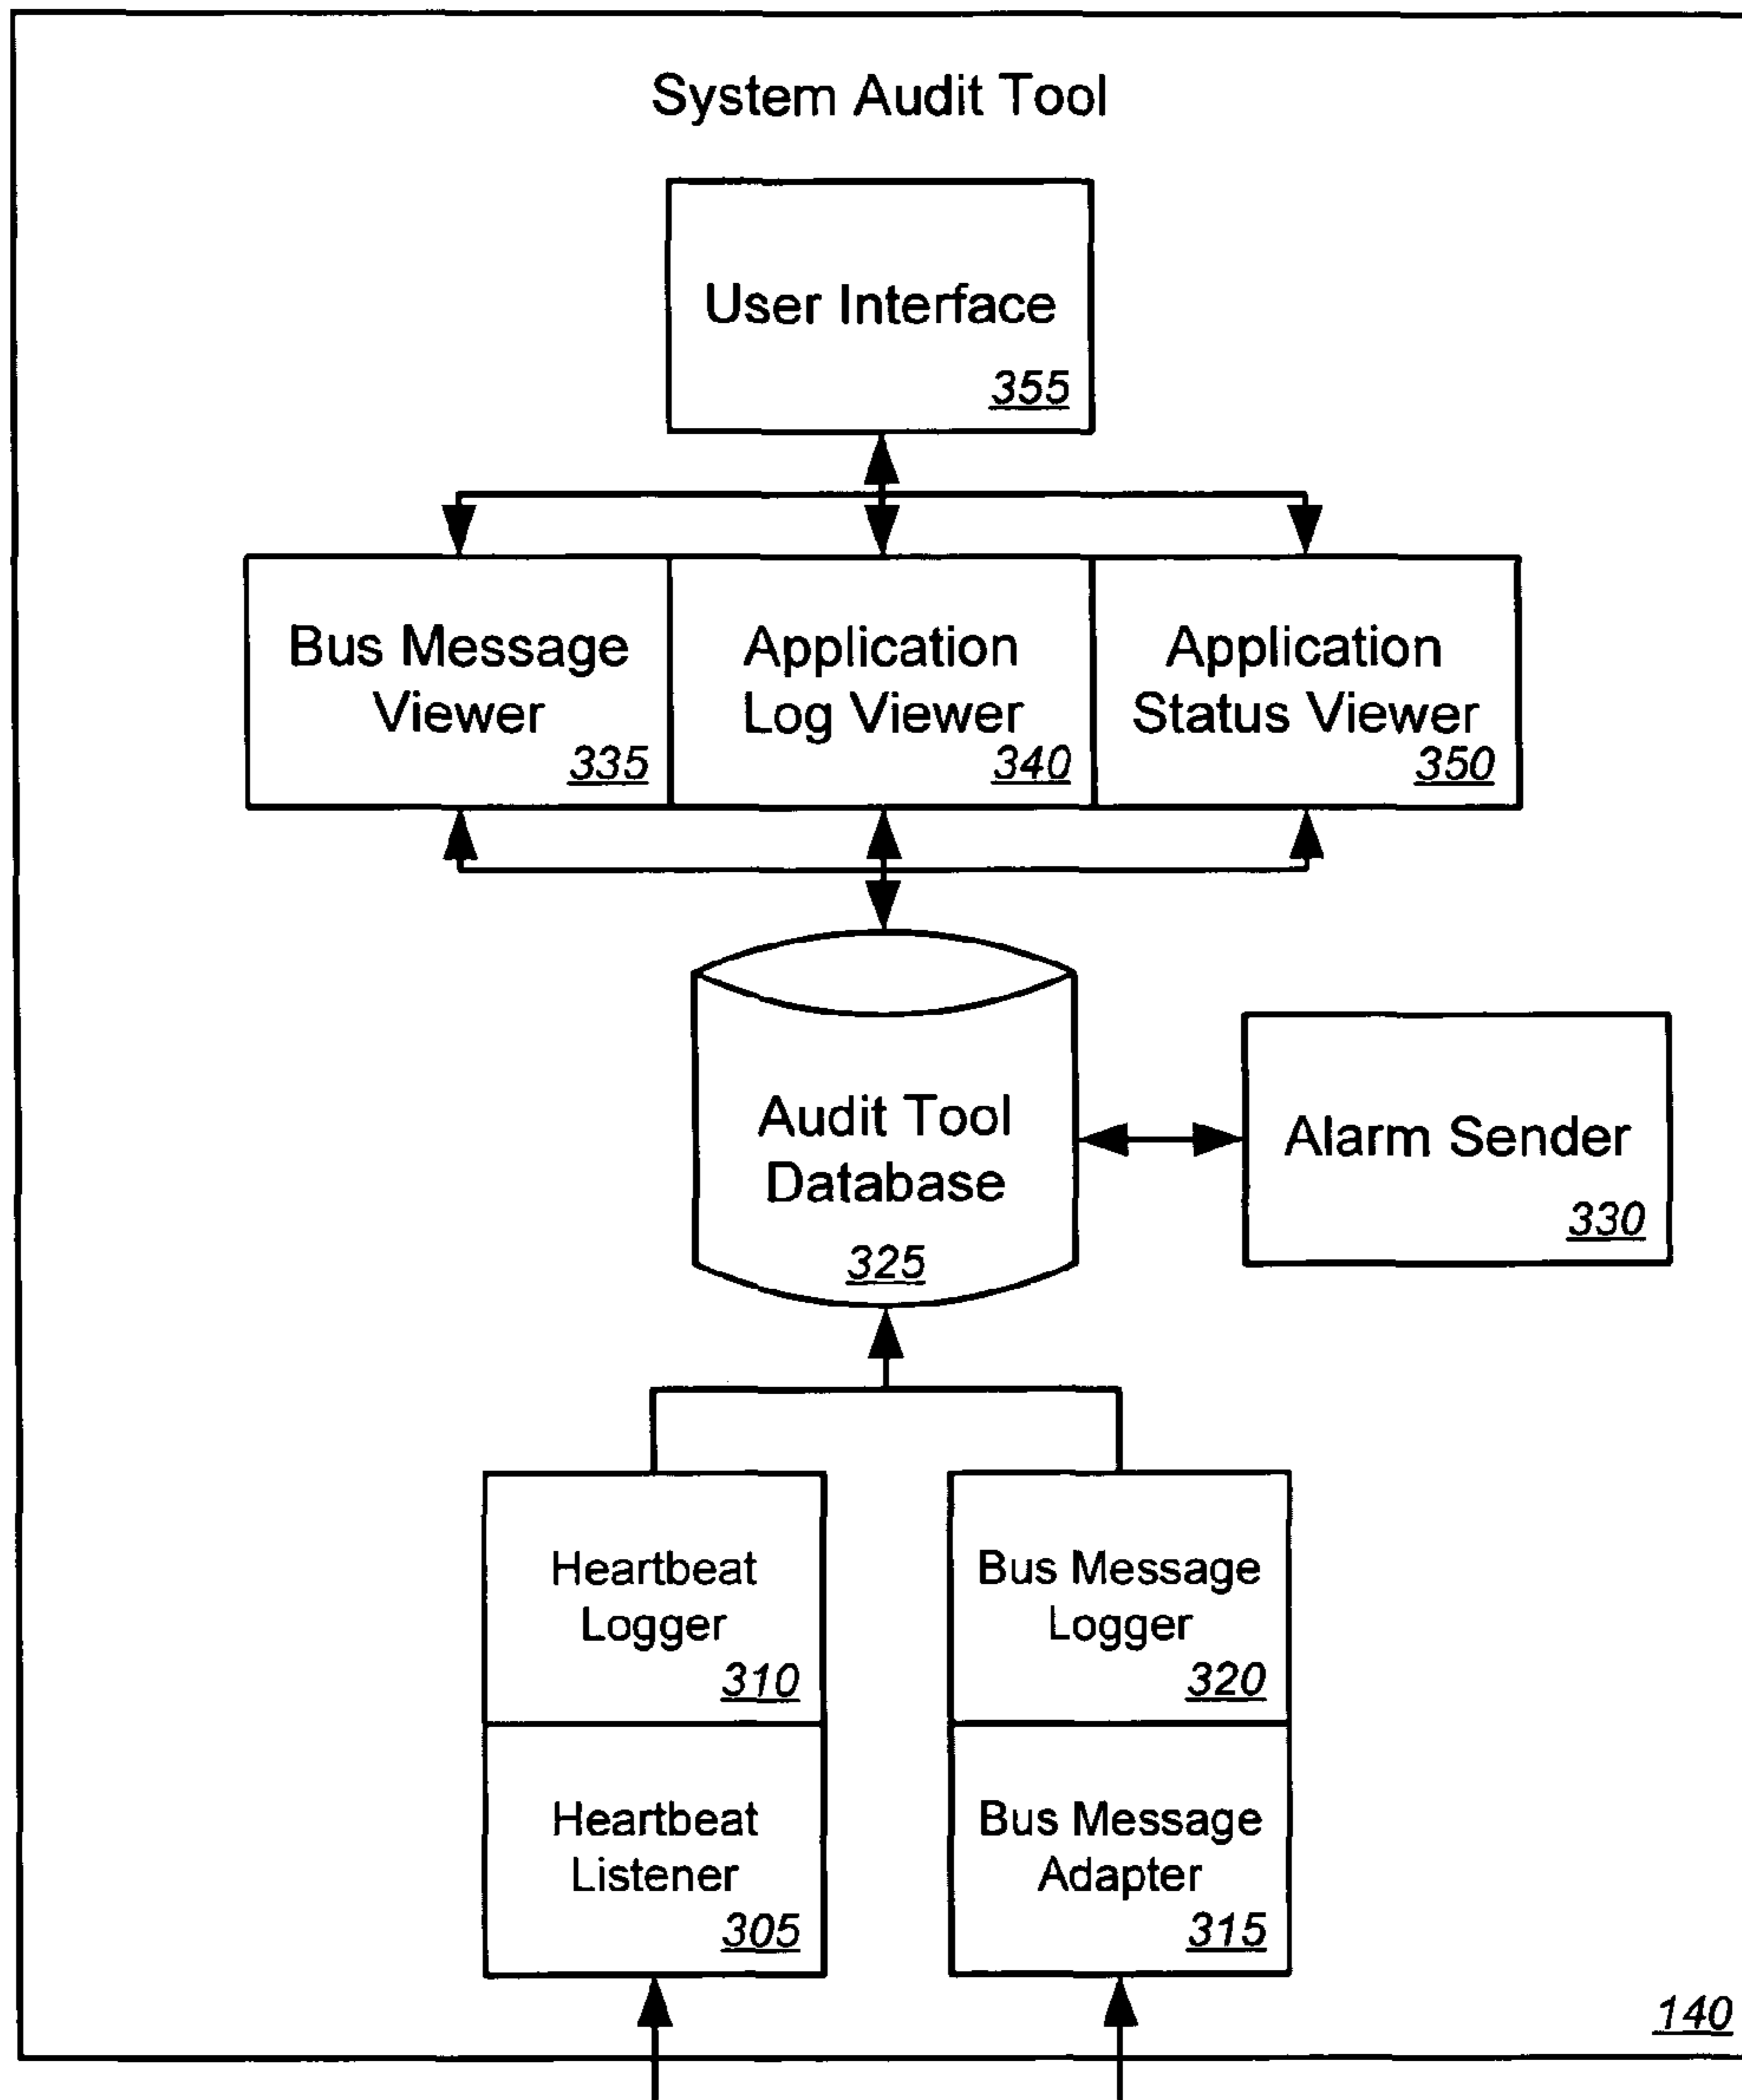 System Audit Tool
User Interface
355
Bus Message
Viewer
335
Application
Log Viewer
340
Application
Status Viewer
350
Audit Tool
Database
325
Alarm Sender
330
Heartbeat
Logger
310
Bus Message
Logger
320
Heartbeat
Listener
305
Bus Message
Adapter
315
140